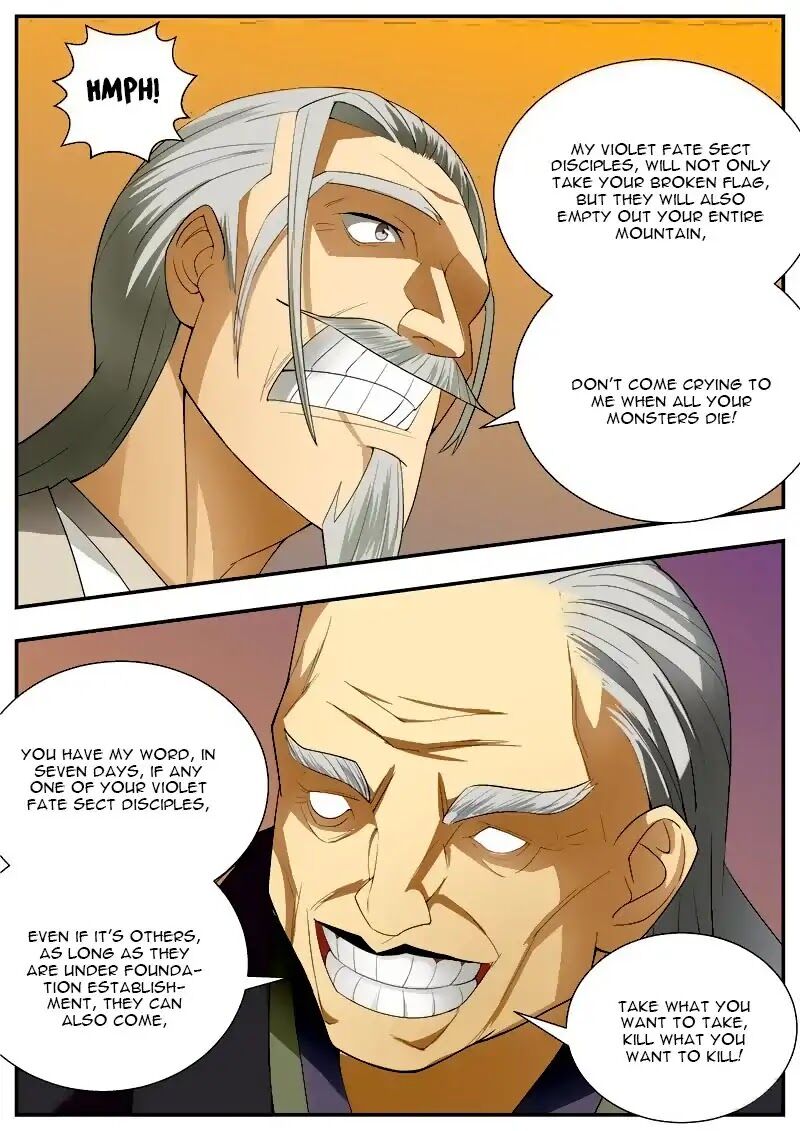 HMPH!
MY VIOLET FATE SECT
DISCIPLES, WILL NOT ONLY
TAKE YOUR BROKEN FLAG,
BUT THEY WILL ALSO
EMPTY OUT YOUR ENTIRE
MOUNTAIN,
DON'T COME CRYING TO
ME WHEN ALL YOUR
MONSTERS DIE!
YOU HAVE MY WORD, IN
SEVEN DAYS, IF ANY
ONE OF YOUR VIOLET
FATE SECT DISCIPLES,
EVEN IF IT'S OTHERS,
AS LONG AS THEY
ARE UNDER FOUNDA-
TION ESTABLISH-
MENT, THEY CAN
ALSO COME,
TAKE WHAT YOU
WANT TO TAKE,
KILL WHAT YOU
WANT TO KILL!